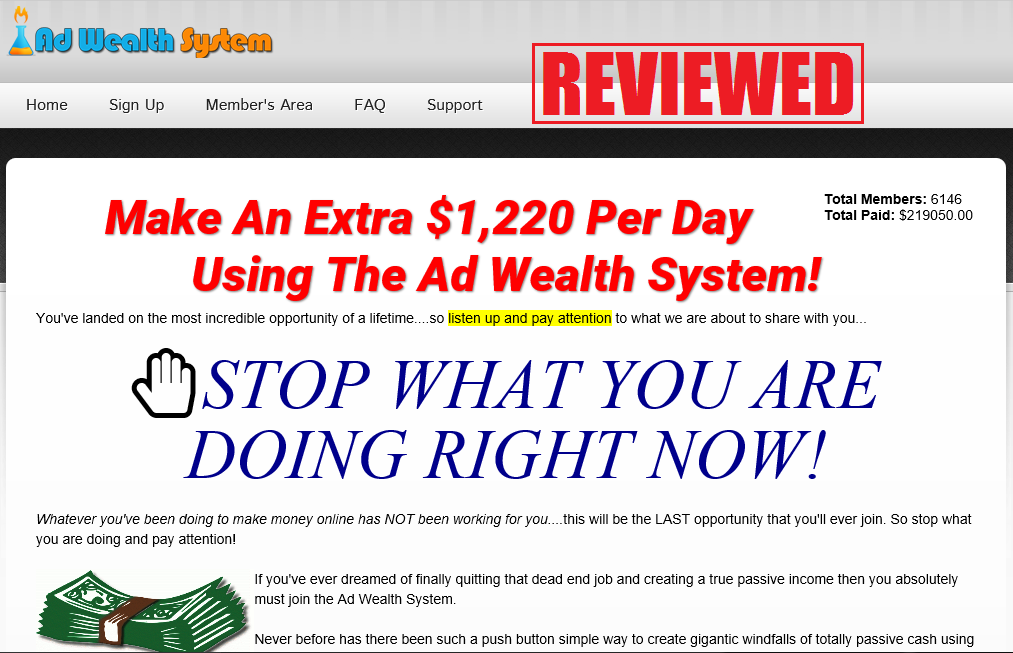 Ad Wealth System
REVIEWED
Home Sign Up Member's Area FAQ Support
Total Members: 6146
Total Paid: $219050.00
Make An Extra $1,220 Per Day
Using The Ad Wealth System!
You've landed on the most incredible opportunity of a lifetime....so listen up and pay attention to what we are about to share with you...
STOP WHAT YOU ARE
DOING RIGHT NOW!
Whatever you've been doing to make money online has NOT been working for you....this will be the LAST opportunity that you'll ever join. So stop what
you are doing and pay attention!
If you've ever dreamed of finally quitting that dead end job and creating a true passive income then you absolutely
must join the Ad Wealth System.
Never before has there been such a push button simple way to create gigantic windfalls of totally passive cash using